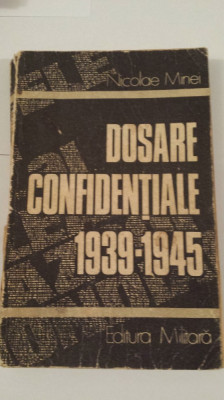 Nicolae Minei
DOSARE
CONFIDENȚIALE
1939-1945
Editura Militară